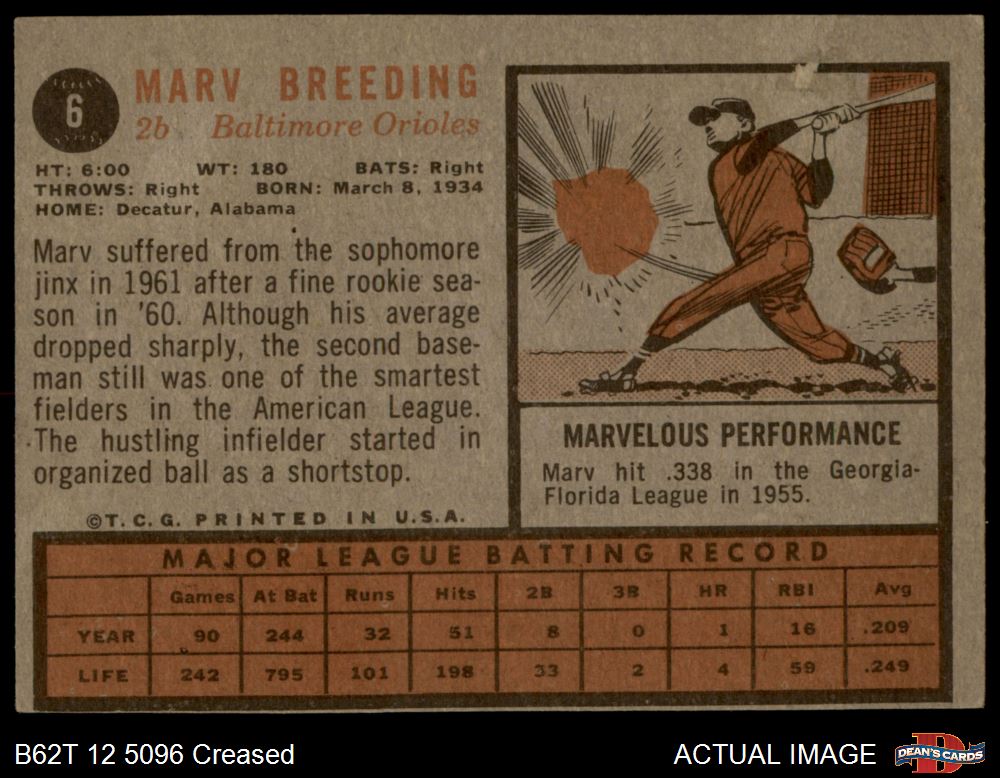 6
MARV BREEDING
2b Baltimore Orioles
HT: 6:00 WT: 180 BATS: Right
THROWS: Right BORN: March 8, 1934
HOME: Decatur, Alabama
Marv suffered from the sophomore
jinx in 1961 after a fine rookie sea-
son in '60. Although his average
dropped sharply, the second base-
man still was one of the smartest
fielders in the American League.
The hustling infielder started in
organized ball as a shortstop.
©T.C.G. PRINTED IN U.S.A.
MARVELOUS PERFORMANCE
Marv hit .338 in the Georgia-
Florida League in 1955.
MAJOR LEAGUE BATTING RECORD
Games At Bat Runs Hits 2B 3B HR RBI Avg
YEAR 90 244 32 51 8 0 1 16 .209
LIFE 242 795 101 198 33 2 4 59 .249
B62T 12 5096 Creased
ACTUAL IMAGE
DEAN'S CARDS